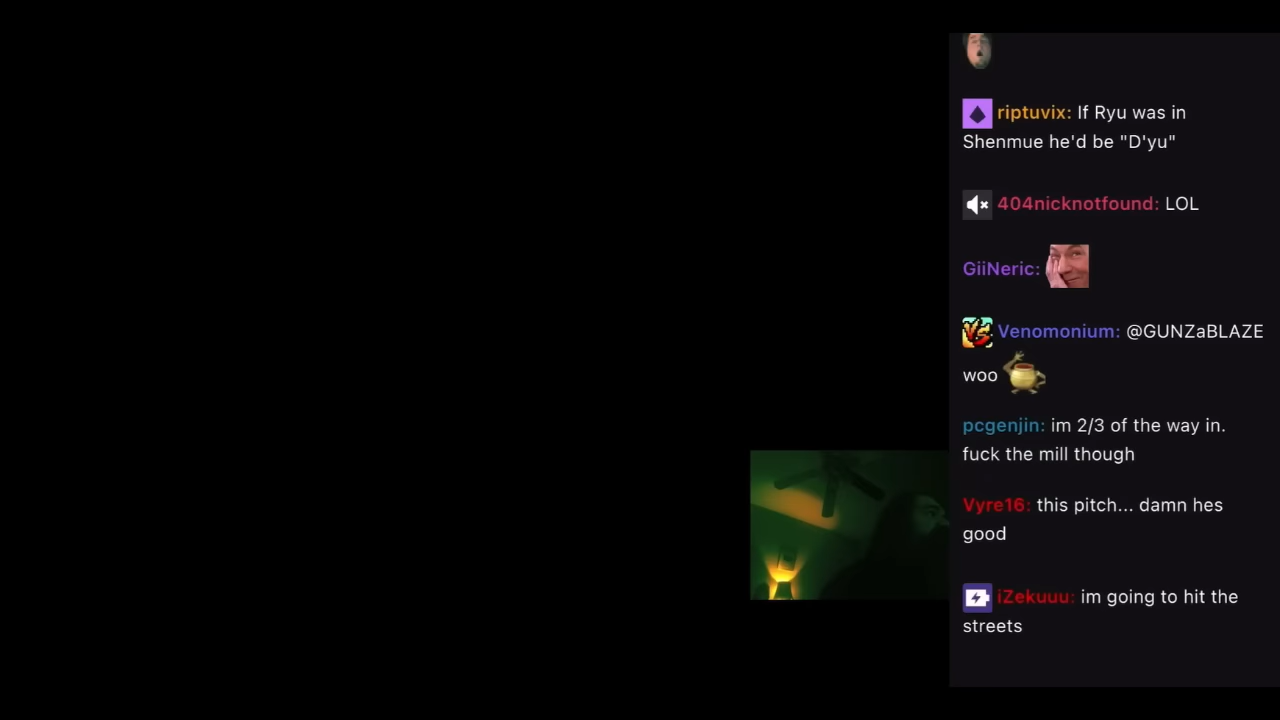 riptuvix: If Ryu was in
Shenmue he'd be "D'yu"
404nicknotfound: LOL
GiiNeric:
VS
Venomonium: @GUNZaBLAZE
woo
pcgenjin: im 2/3 of the way in.
fuck the mill though
Vyre16: this pitch... damn hes
good
iZekuuu: im going to hit the
streets